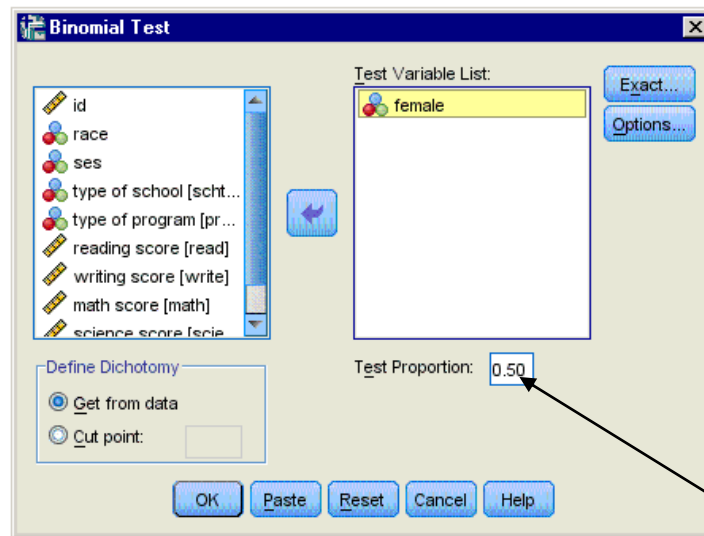 Binomial Test
Test Variable List:
id
race
ses
type of school [scht...
type of program [pr...
reading score [read]
writing score [write]
math score [math]
science score [scie
female
Exact...
Options...
Define Dichotomy
Get from data
Cut point:
Test Proportion: 0.50
OK Paste Reset Cancel Help